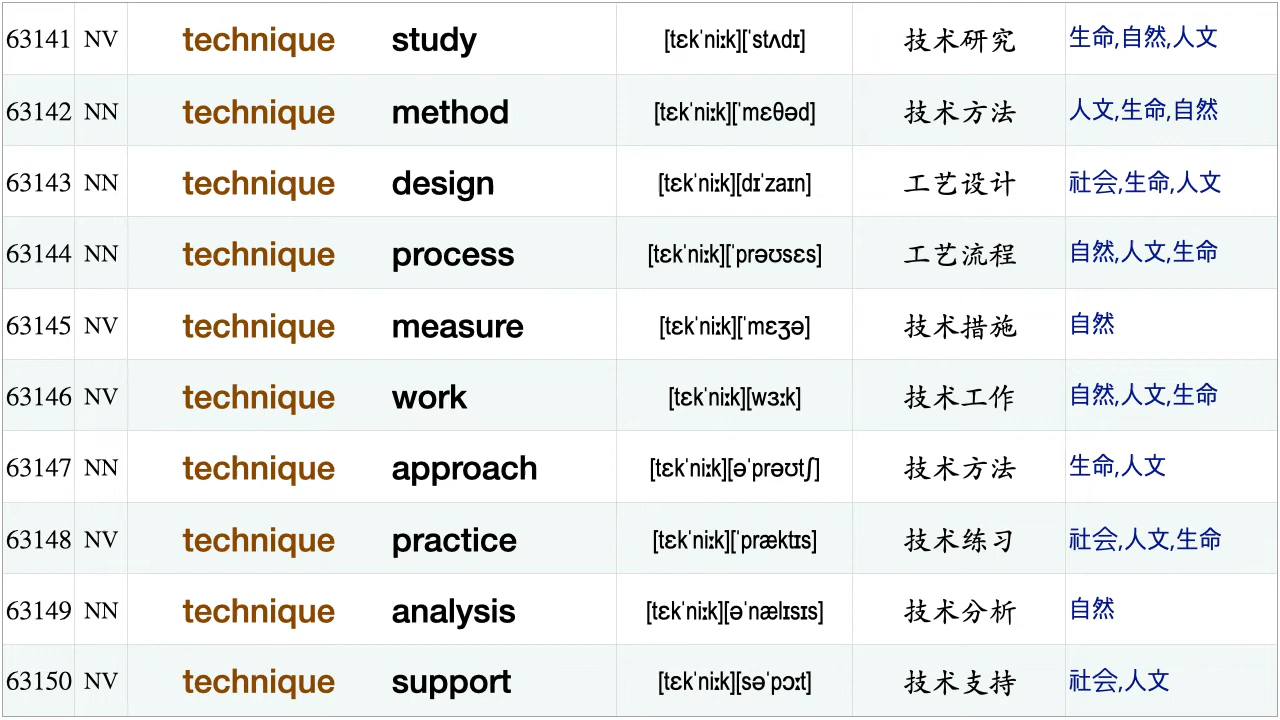 63141 NV technique study [tɛkˈniːk][ˈstʌdɪ] 技术研究 生命,自然,人文
63142 NN technique method [tɛkˈniːk][ˈmɛθəd] 技术方法 人文,生命,自然
63143 NN technique design [tɛkˈniːk][dɪˈzaɪn] 工艺设计 社会,生命,人文
63144 NN technique process [tɛkˈniːk][ˈprəʊsɛs] 工艺流程 自然,人文,生命
63145 NV technique measure [tɛkˈniːk][ˈmɛʒə] 技术措施 自然
63146 NV technique work [tɛkˈniːk][wɜːk] 技术工作 自然,人文,生命
63147 NN technique approach [tɛkˈniːk][əˈprəʊtʃ] 技术方法 生命,人文
63148 NV technique practice [tɛkˈniːk][ˈpræktɪs] 技术练习 社会,人文,生命
63149 NN technique analysis [tɛkˈniːk][əˈnælɪsɪs] 技术分析 自然
63150 NV technique support [tɛkˈniːk][səˈpɔːt] 技术支持 社会,人文